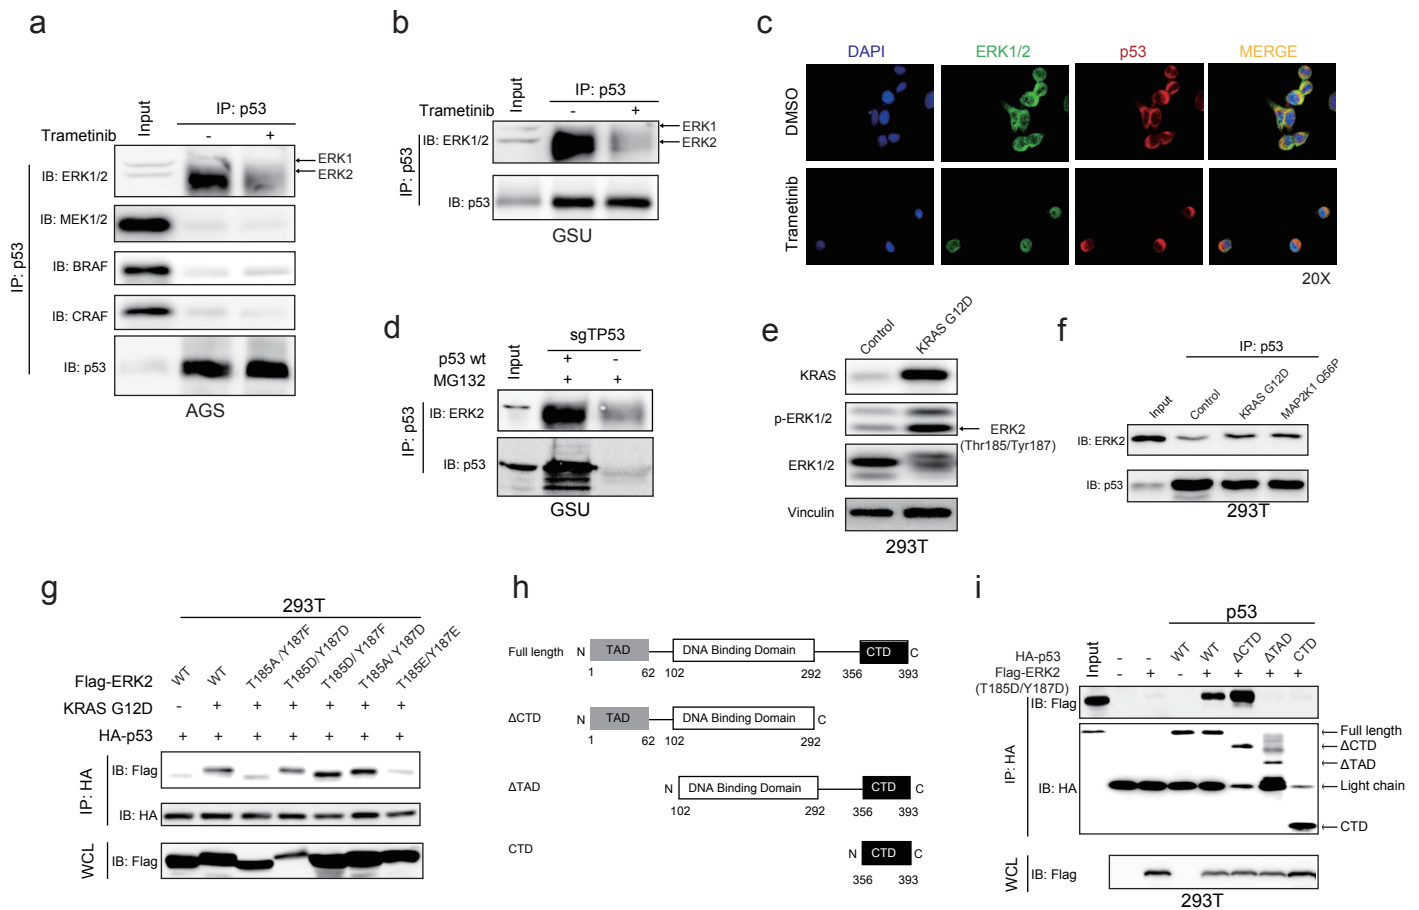 a
IP: p53
Input
Trametinib
-
+
ERK1
ERK2
IB: ERK1/2
IB: MEK1/2
IB: BRAF
IB: CRAF
IB: p53
IP: p53
AGS
b
IP: p53
Input
Trametinib
-
+
ERK1
IB: ERK1/2
ERK2
IB: p53
IP: p53
GSU
c
DAPI
ERK1/2
p53
MERGE
DMSO
Trametinib
20X
d
sgTP53
Input
p53 wt
+
-
MG132
+
+
IB: ERK2
IB: p53
IP: p53
GSU
e
Control
KRAS G12D
KRAS
p-ERK1/2
ERK2
(Thr185/Tyr187)
ERK1/2
Vinculin
293T
f
IP: p53
Input
Control
KRAS G12D
MAP2K1 Q56P
IB: ERK2
IB: p53
293T
g
293T
Flag-ERK2
WT
WT
T185A/Y187F
T185D/Y187D
T185D/Y187F
T185A/Y187D
T185E/Y187E
KRAS G12D
-
+
+
+
+
+
+
HA-p53
+
+
+
+
+
+
+
IP: HA
IB: Flag
IB: HA
WCL
IB: Flag
h
Full length
N
TAD
DNA Binding Domain
CTD
C
1
62
102
292
356
393
ΔCTD
N
TAD
DNA Binding Domain
C
1
62
102
292
ΔTAD
N
DNA Binding Domain
CTD
C
102
292
356
393
CTD
N
CTD
C
356
393
i
p53
Input
HA-p53
-
-
WT
WT
ΔCTD
ΔTAD
CTD
Flag-ERK2
-
+
-
+
+
+
+
(T185D/Y187D)
IB: Flag
Full length
ΔCTD
ΔTAD
IB: HA
Light chain
CTD
IP: HA
WCL
IB: Flag
293T